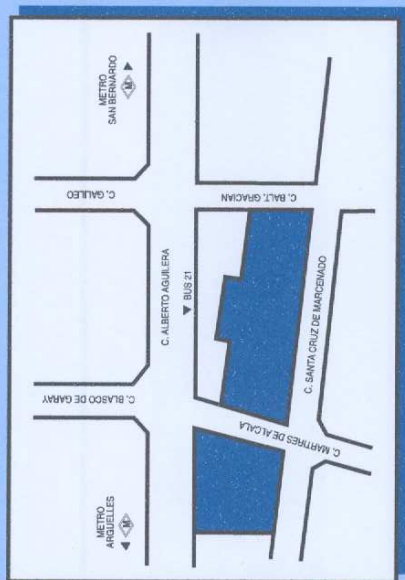 METRO
SAN BERNARDO
M
C. GALILEO
C. BALT. GRACIAN
C. ALBERTO AGUILERA
BUS 21
C. SANTA CRUZ DE MARCENADO
C. BLASCO DE GARAY
C. MARTIRES DE ALCALA
METRO
ARGUELLES
M